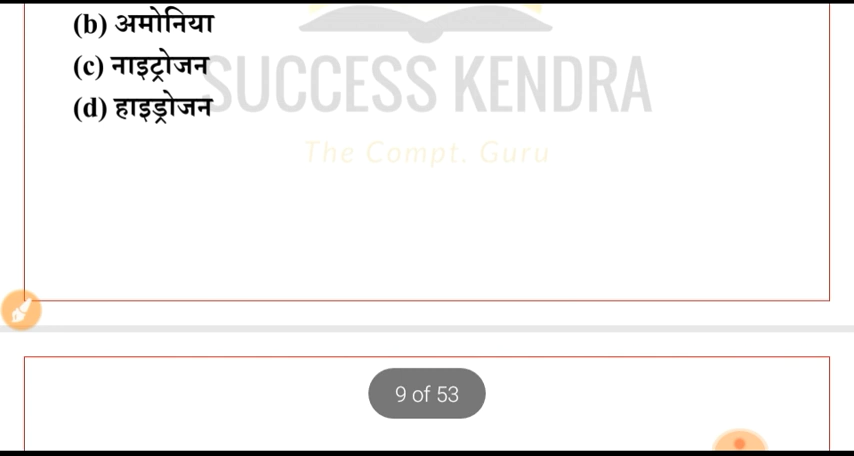 (b) अमोनिया
(c) नाइट्रोजन
(d) हाइड्रोजन
SUCCESS KENDRA
The Compt. Guru
9 of 53